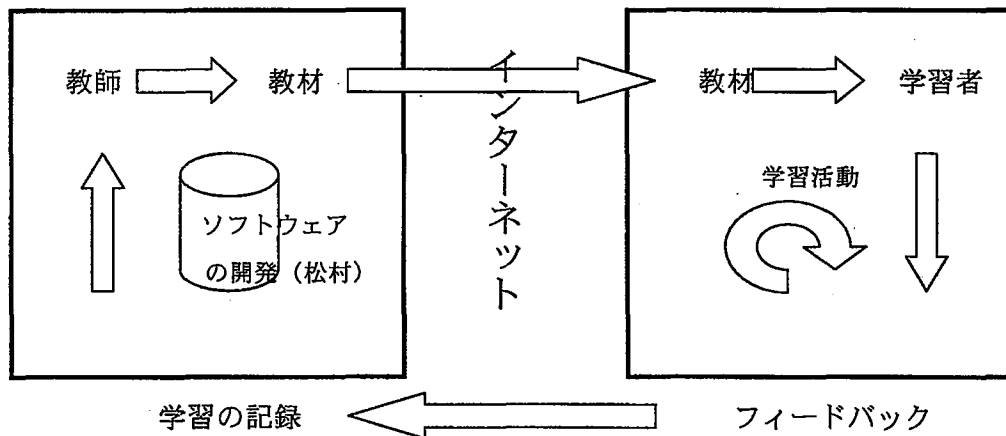 教師
教材
インターネット
教材
学習者
ソフトウェア
の開発（松村）
学習活動
学習の記録
フィードバック